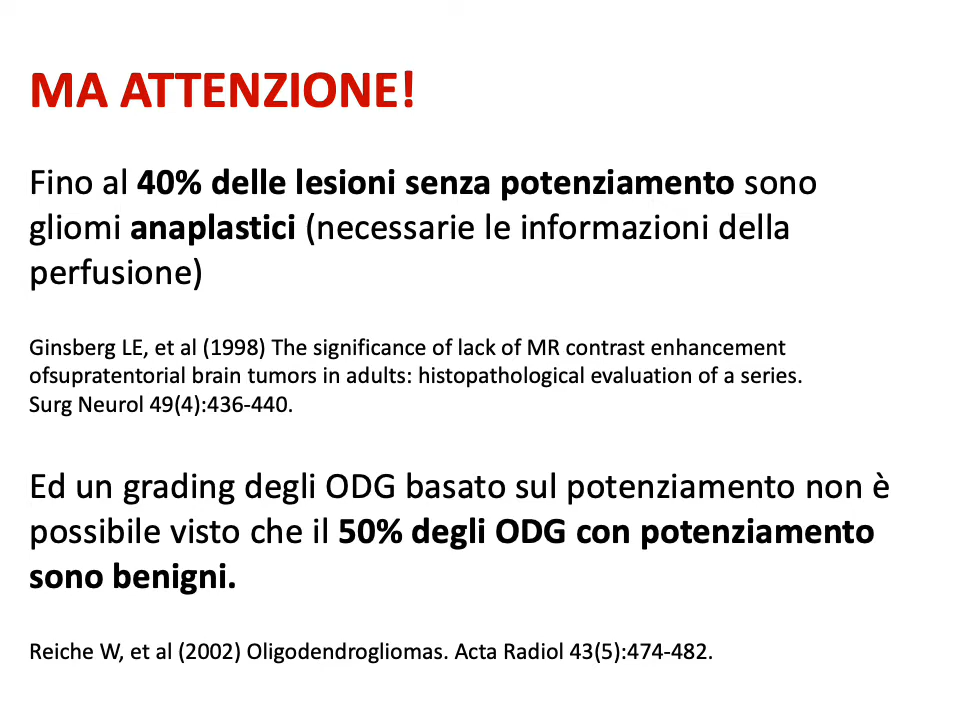 MA ATTENZIONE!
Fino al 40% delle lesioni senza potenziamento sono
gliomi anaplastici (necessarie le informazioni della
perfusione)
Ginsberg LE, et al (1998) The significance of lack of MR contrast enhancement
ofsupratentorial brain tumors in adults: histopathological evaluation of a series.
Surg Neurol 49(4):436-440.
Ed un grading degli ODG basato sul potenziamento non è
possibile visto che il 50% degli ODG con potenziamento
sono benigni.
Reiche W, et al (2002) Oligodendrogliomas. Acta Radiol 43(5):474-482.